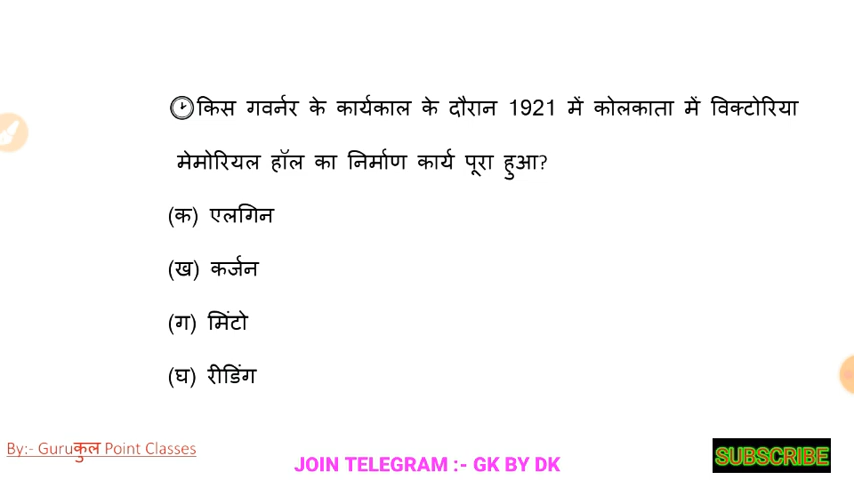 किस गवर्नर के कार्यकाल के दौरान 1921 में कोलकाता में विक्टोरिया
मेमोरियल हॉल का निर्माण कार्य पूरा हुआ?
(क) एलगिन
(ख) कर्जन
(ग) मिंटो
(घ) रीडिंग
By:- Guruकुल Point Classes
JOIN TELEGRAM :- GK BY DK
SUBSCRIBE